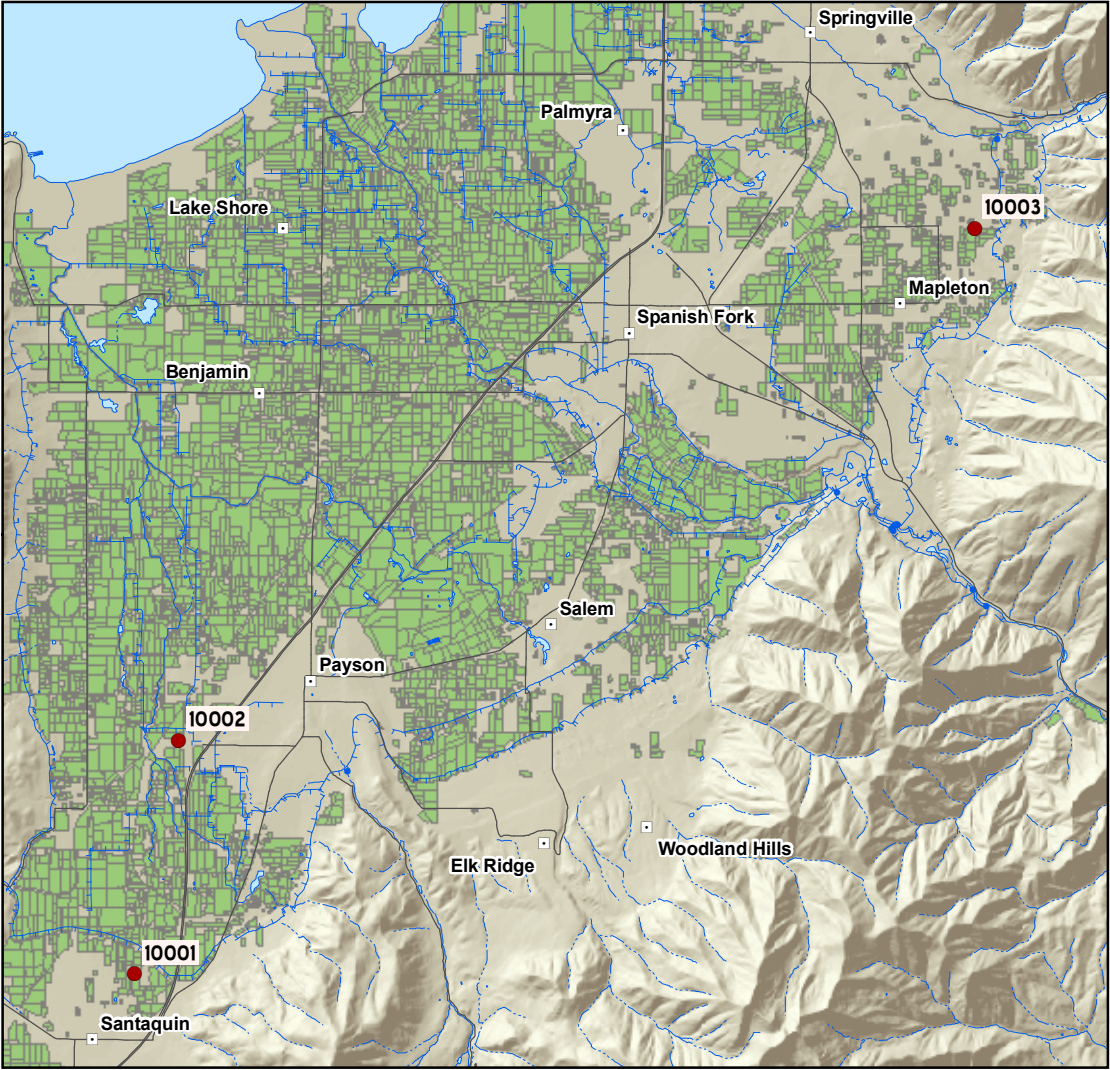 Springville
Palmyra
Lake Shore
10003
Mapleton
Spanish Fork
Benjamin
Salem
Payson
10002
Woodland Hills
Elk Ridge
10001
Santaquin